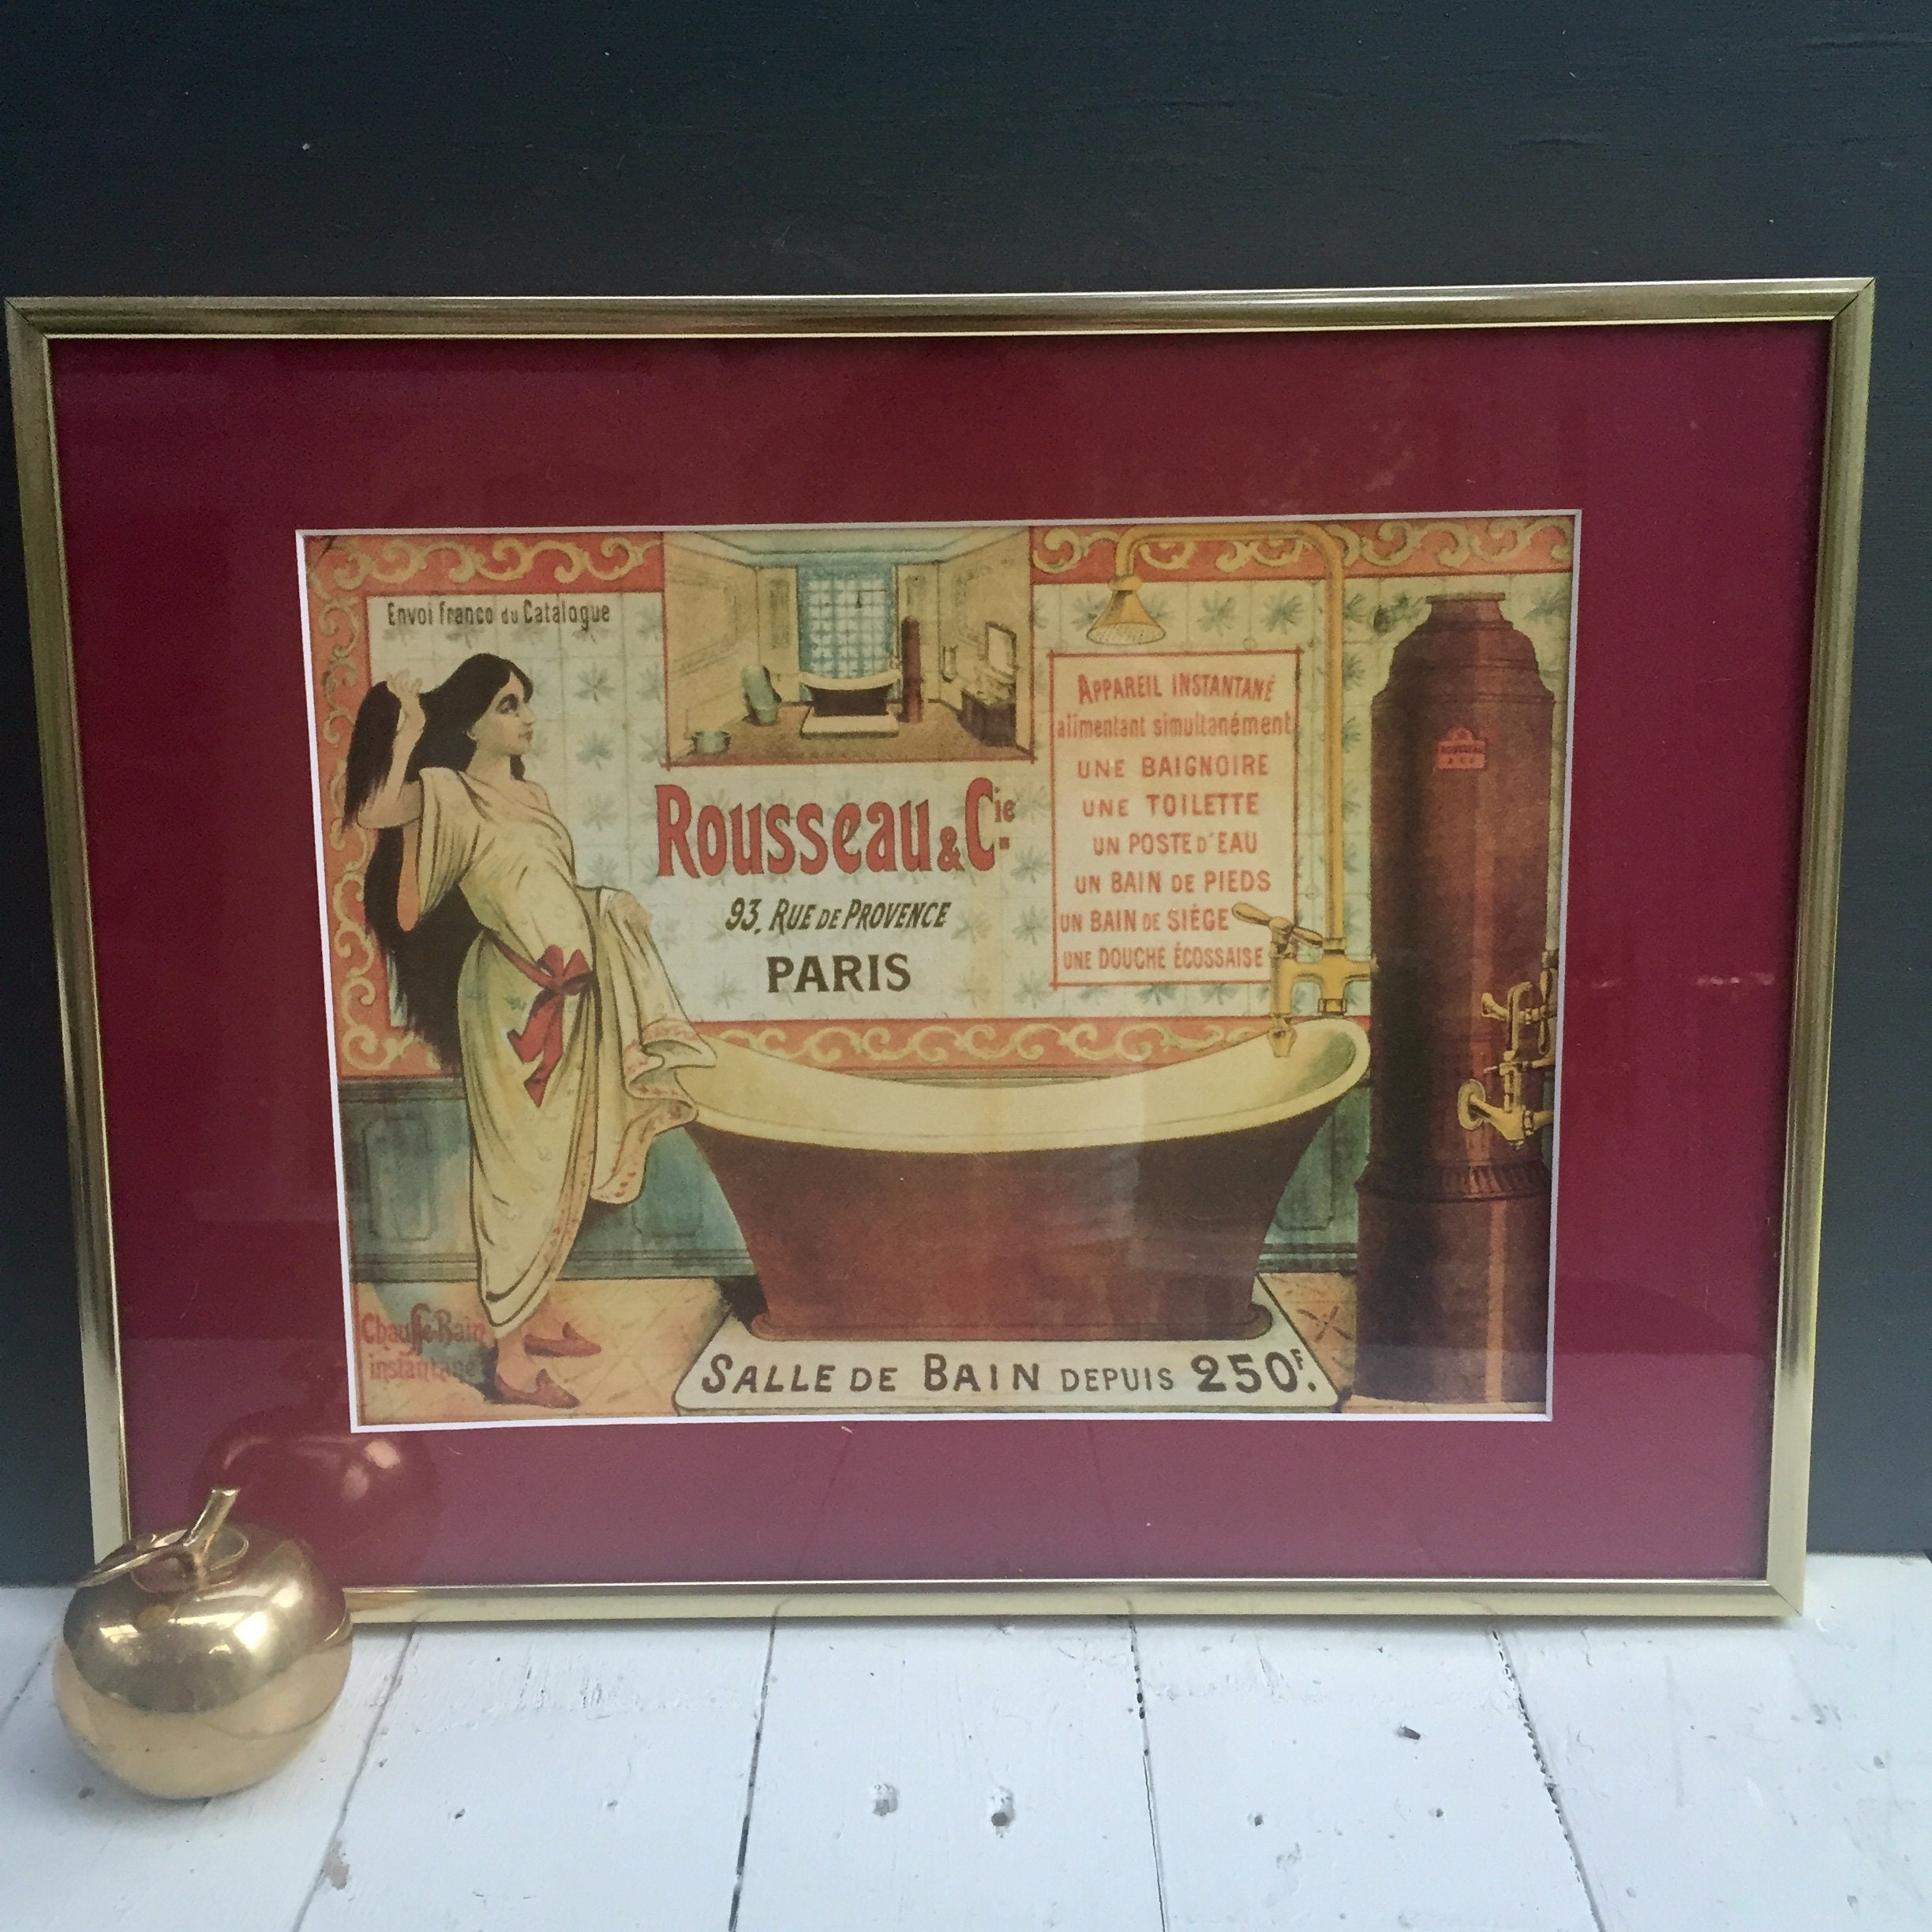 Envoi franco du Catalogue
Rousseau & Cie.
93, Rue de Provence
PARIS
APPAREIL INSTANTANÉ
alimentant simultanément
UNE BAIGNOIRE
UNE TOILETTE
UN POSTE D'EAU
UN BAIN DE PIEDS
UN BAIN DE SIÈGE
UNE DOUCHE ÉCOSSAISE
ROUSSEAU
& Cie
Chauffe-Bain
instantané
SALLE DE BAIN DEPUIS 250F.